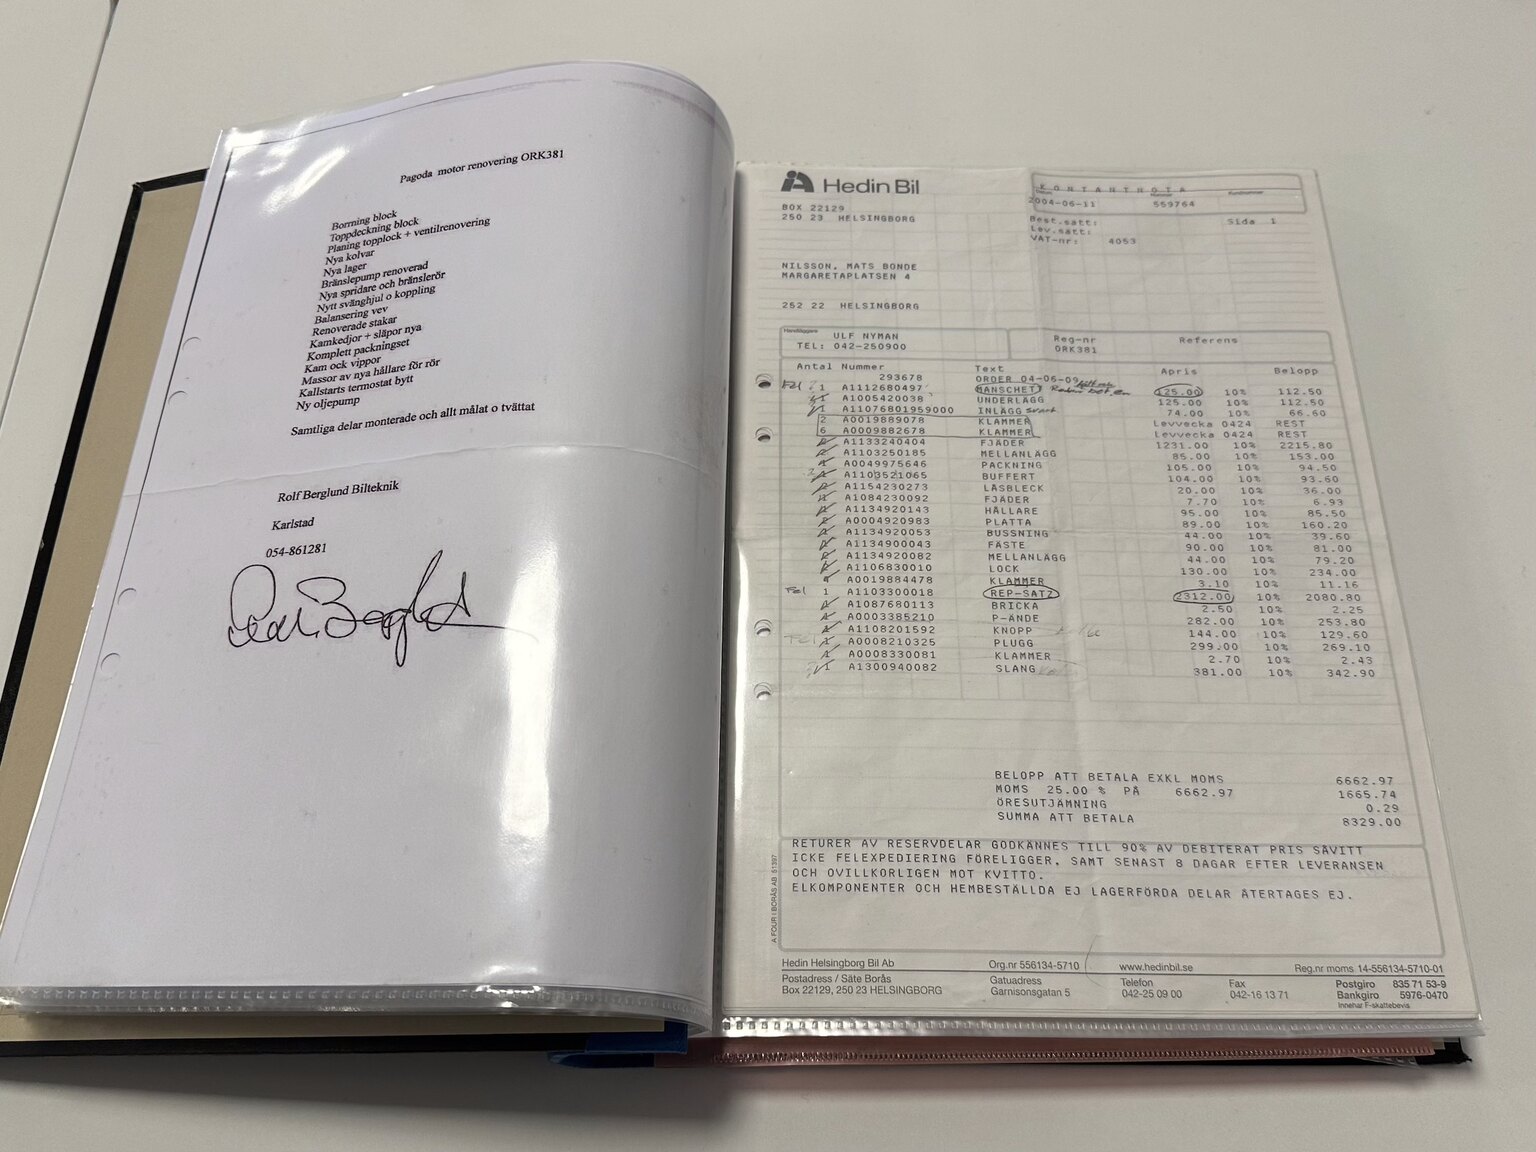 Pagoda motor renovering ORK381
Borrning block
Toppdeckning block
Planing topplock + ventilrenovering
Nya kolvar
Nya lager
Bränslepump renoverad
Nya spridare och bränslerör
Nytt svänghjul o koppling
Balansering vev
Renoverade stakar
Kamkedjor + släpor nya
Komplett packningset
Kam ock vippor
Massor av nya hållare för rör
Kallstarts termostat bytt
Ny oljepump
Samtliga delar monterade och allt målat o tvättat
Rolf Berglund Bilteknik
Karlstad
054-861281
Hedin Bil
BOX 22129
250 23 HELSINGBORG
KONTANTNOTA
Datum Nummer Kundnummer
2004-06-11 559764
Best.sätt: Sida 1
Lev.sätt:
VAT-nr: 4053
NILSSON, MATS BONDE
MARGARETAPLATSEN 4
252 22 HELSINGBORG
Handläggare
ULF NYMAN
TEL: 042-250900
Reg-nr
ORK381
Referens
Antal Nummer Text Apris Belopp
293678 ORDER 04-06-09
1 A1112680497 MANSCHETT 125.00 10% 112.50
1 A1005420038 UNDERLÄGG 125.00 10% 112.50
1 A11076801959000 INLÄGG svart 74.00 10% 66.60
2 A0019889078 KLAMMER Levvecka 0424 REST
6 A0009882678 KLAMMER Levvecka 0424 REST
A1133240404 FJÄDER 1231.00 10% 2215.80
A1103250185 MELLANLÄGG 85.00 10% 153.00
A0049975646 PACKNING 105.00 10% 94.50
A1103521065 BUFFERT 104.00 10% 93.60
A1154230273 LÅSBLECK 20.00 10% 36.00
A1084230092 FJÄDER 7.70 10% 6.93
A1134920143 HÅLLARE 95.00 10% 85.50
A0004920983 PLATTA 89.00 10% 160.20
A1134920053 BUSSNING 44.00 10% 39.60
A1134900043 FÄSTE 90.00 10% 81.00
A1134920082 MELLANLÄGG 44.00 10% 79.20
A1106830010 LOCK 130.00 10% 234.00
A0019884478 KLAMMER 3.10 10% 11.16
1 A1103300018 REP-SATZ 2312.00 10% 2080.80
A1087680113 BRICKA 2.50 10% 2.25
A0003385210 P-ÄNDE 282.00 10% 253.80
A1108201592 KNOPP 144.00 10% 129.60
A0008210325 PLUGG 299.00 10% 269.10
A0008330081 KLAMMER 2.70 10% 2.43
A1300940082 SLANG 381.00 10% 342.90
BELOPP ATT BETALA EXKL MOMS 6662.97
MOMS 25.00 % PÅ 6662.97 1665.74
ÖRESUTJÄMNING 0.29
SUMMA ATT BETALA 8329.00
RETURER AV RESERVDELAR GODKÄNNES TILL 90% AV DEBITERAT PRIS SÅVITT
ICKE FELEXPEDIERING FÖRELIGGER, SAMT SENAST 8 DAGAR EFTER LEVERANSEN
OCH OVILLKORLIGEN MOT KVITTO.
ELKOMPONENTER OCH HEMBESTÄLLDA EJ LAGERFÖRDA DELAR ÅTERTAGES EJ.
A FOUR I BORÅS AB 51397
Hedin Helsingborg Bil Ab Org.nr 556134-5710 www.hedinbil.se Reg.nr moms 14-556134-5710-01
Postadress / Säte Borås Gatuadress Telefon Fax Postgiro 835 71 53-9
Box 22129, 250 23 HELSINGBORG Garnisonsgatan 5 042-25 09 00 042-16 13 71 Bankgiro 5976-0470
Innehar F-skattebevis